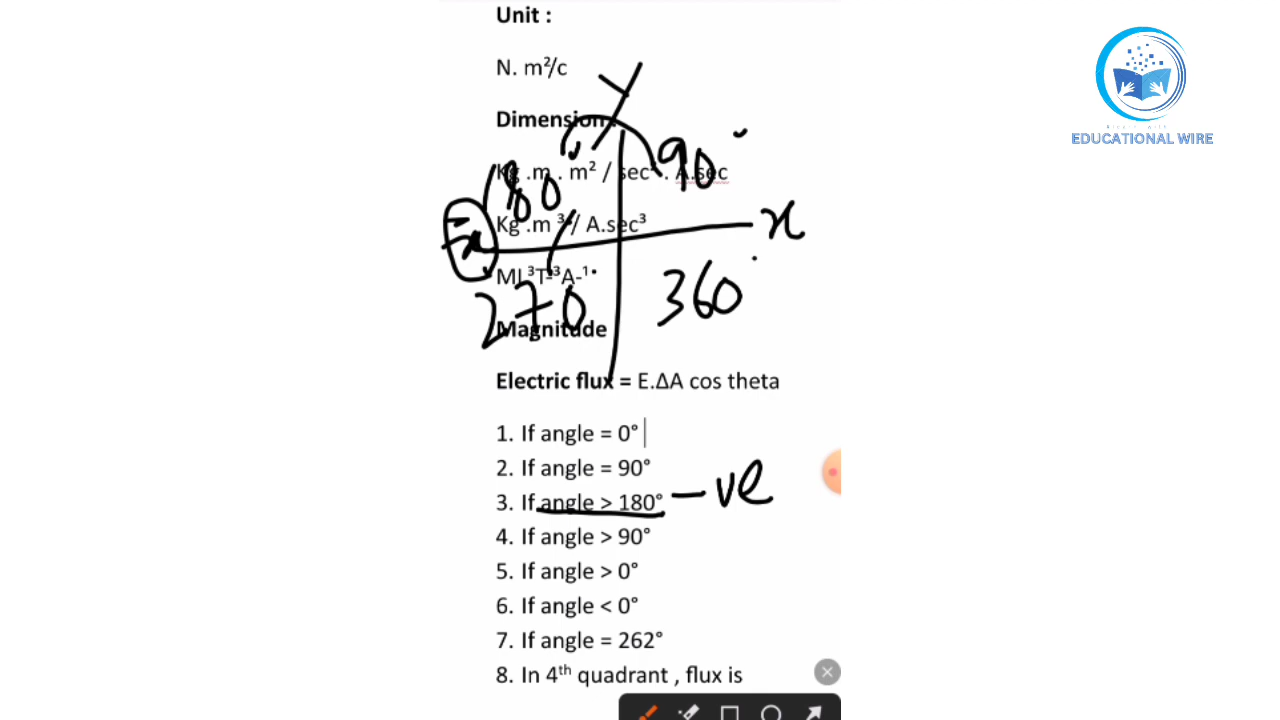 Unit :
N. m²/c
Dimension :
Y
Kg .m . m² / sec² . A.sec
180°
90°
Kg .m ³ / A.sec³
-x
x
ML³T-³A-¹
270
360°
Magnitude
Electric flux = E.ΔA cos theta
1. If angle = 0°
2. If angle = 90°
3. If angle > 180° -ve
4. If angle > 90°
5. If angle > 0°
6. If angle < 0°
7. If angle = 262°
8. In 4th quadrant , flux is
EDUCATIONAL WIRE